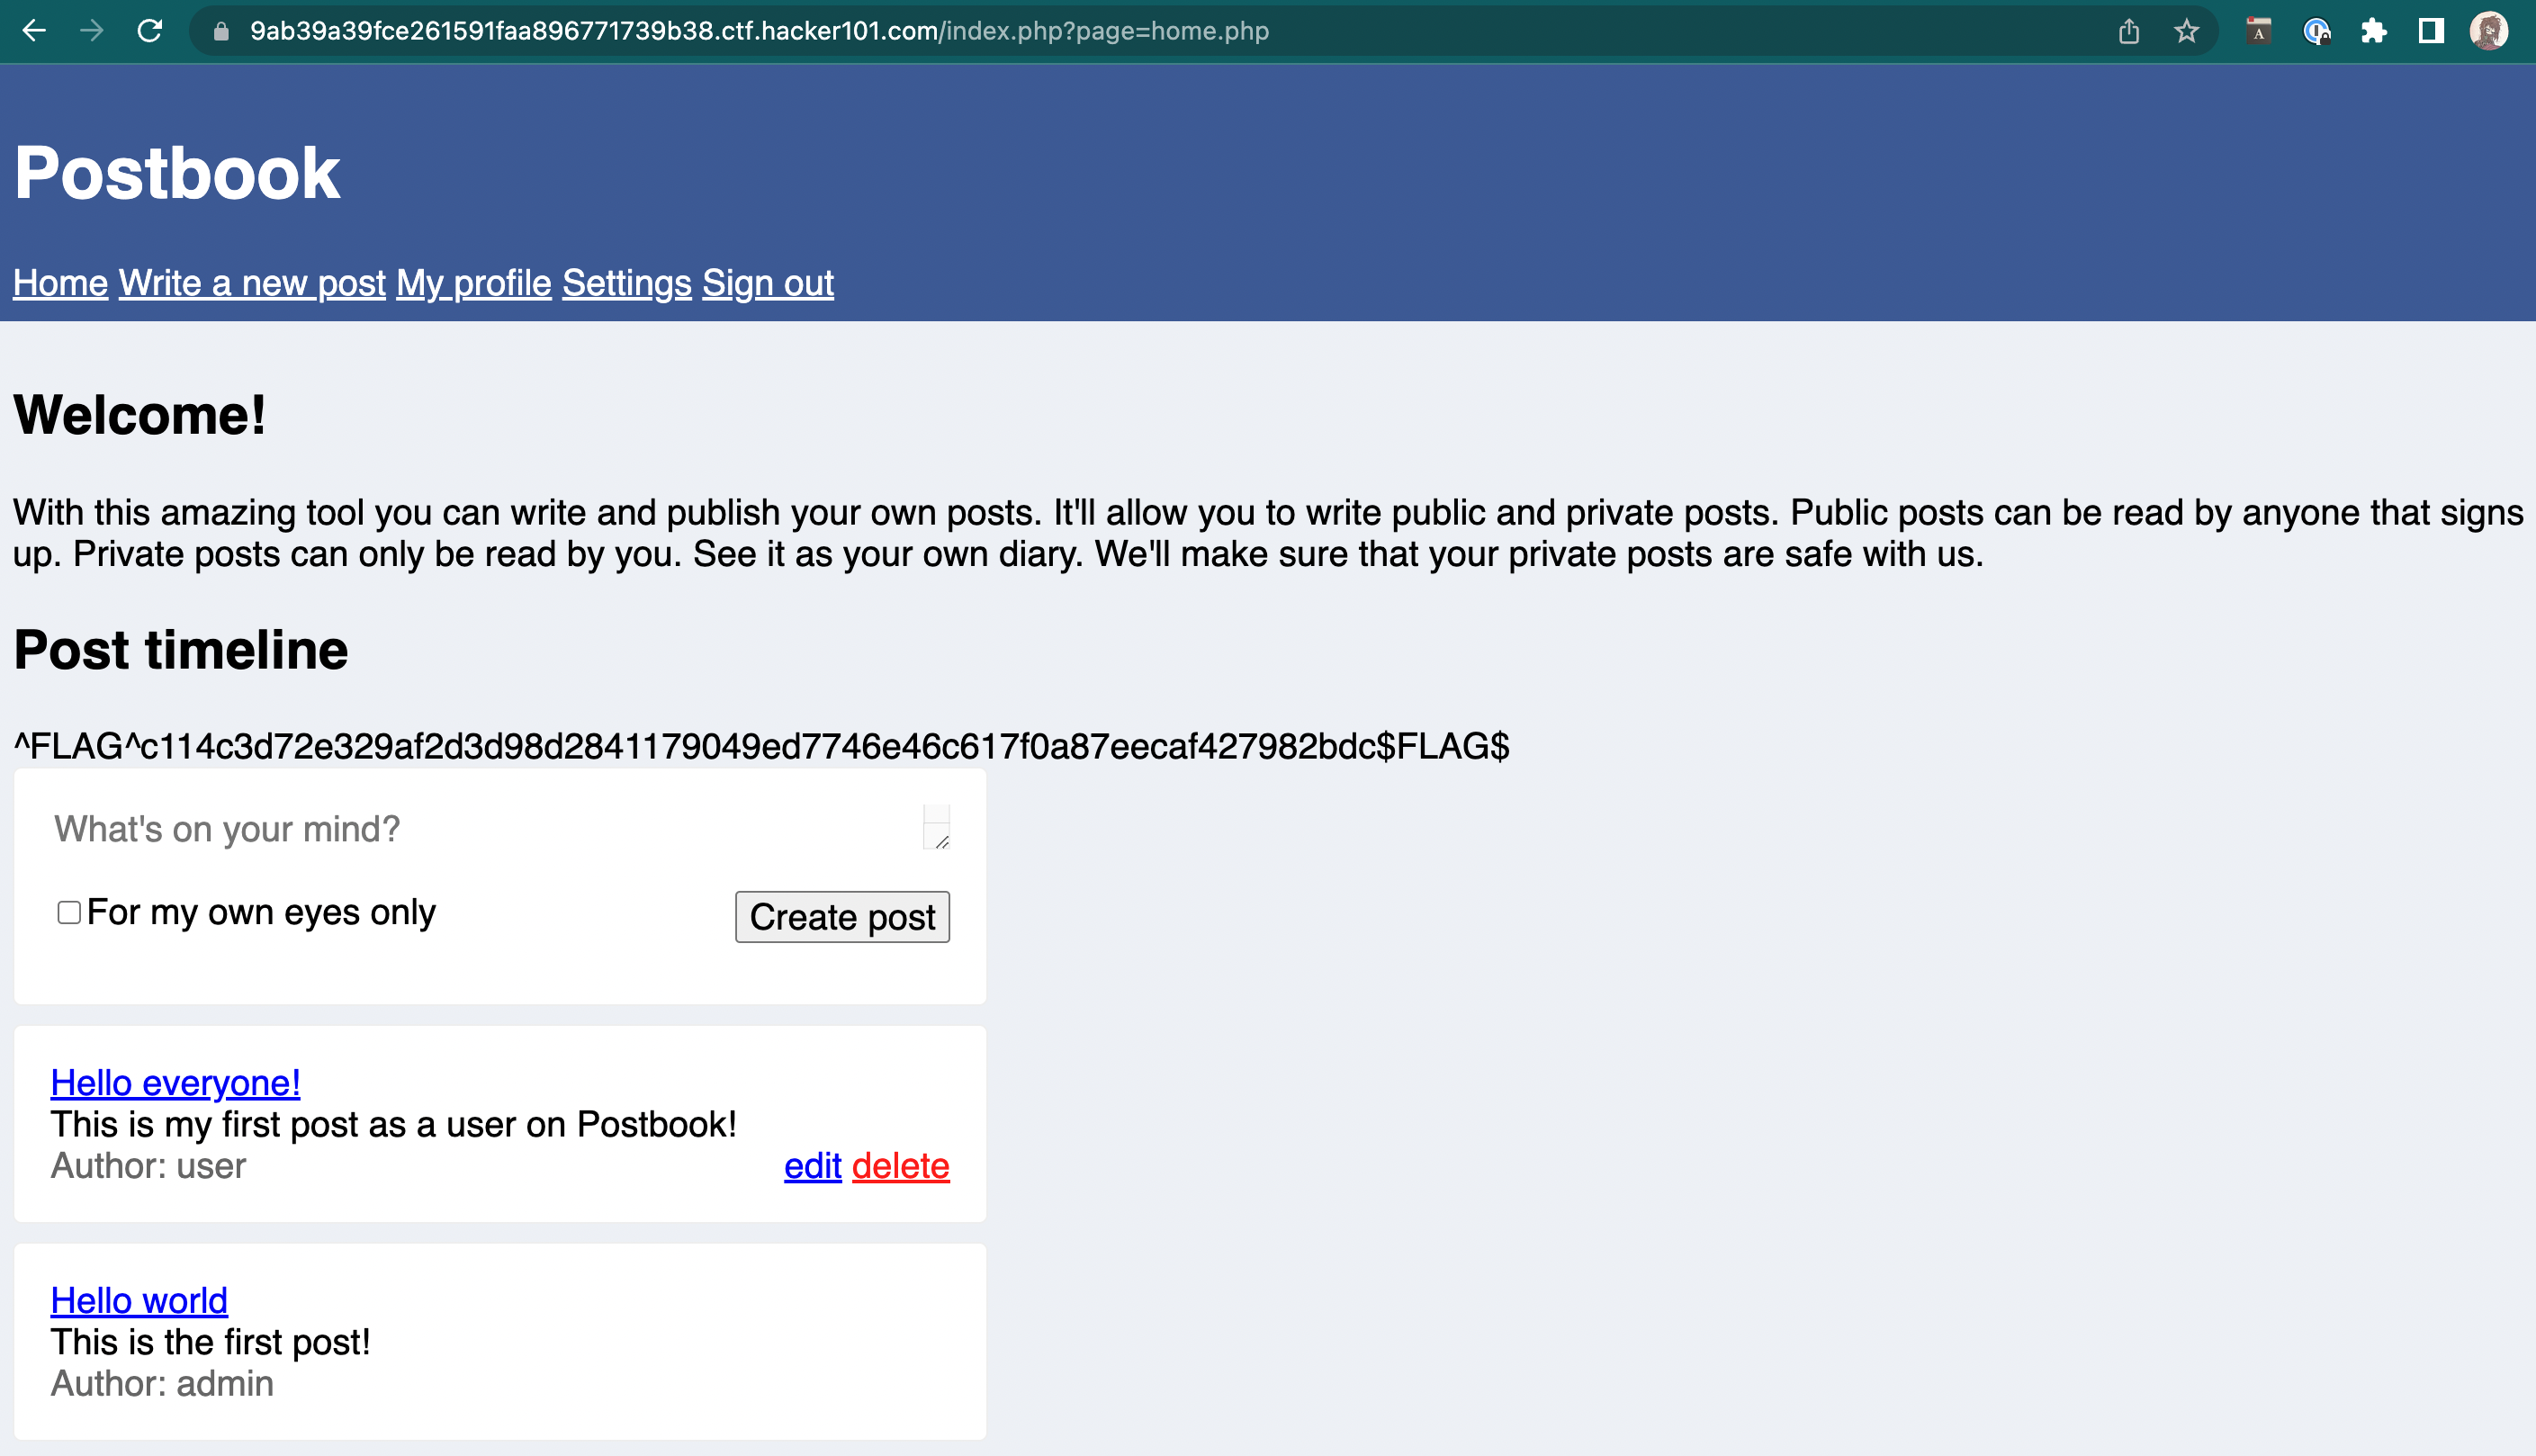 9ab39a39fce261591faa896771739b38.ctf.hacker101.com/index.php?page=home.php
Postbook
Home Write a new post My profile Settings Sign out
Welcome!
With this amazing tool you can write and publish your own posts. It'll allow you to write public and private posts. Public posts can be read by anyone that signs
up. Private posts can only be read by you. See it as your own diary. We'll make sure that your private posts are safe with us.
Post timeline
^FLAG^c114c3d72e329af2d3d98d2841179049ed7746e46c617f0a87eecaf427982bdc$FLAG$
What's on your mind?
For my own eyes only Create post
Hello everyone!
This is my first post as a user on Postbook!
Author: user edit delete
Hello world
This is the first post!
Author: admin